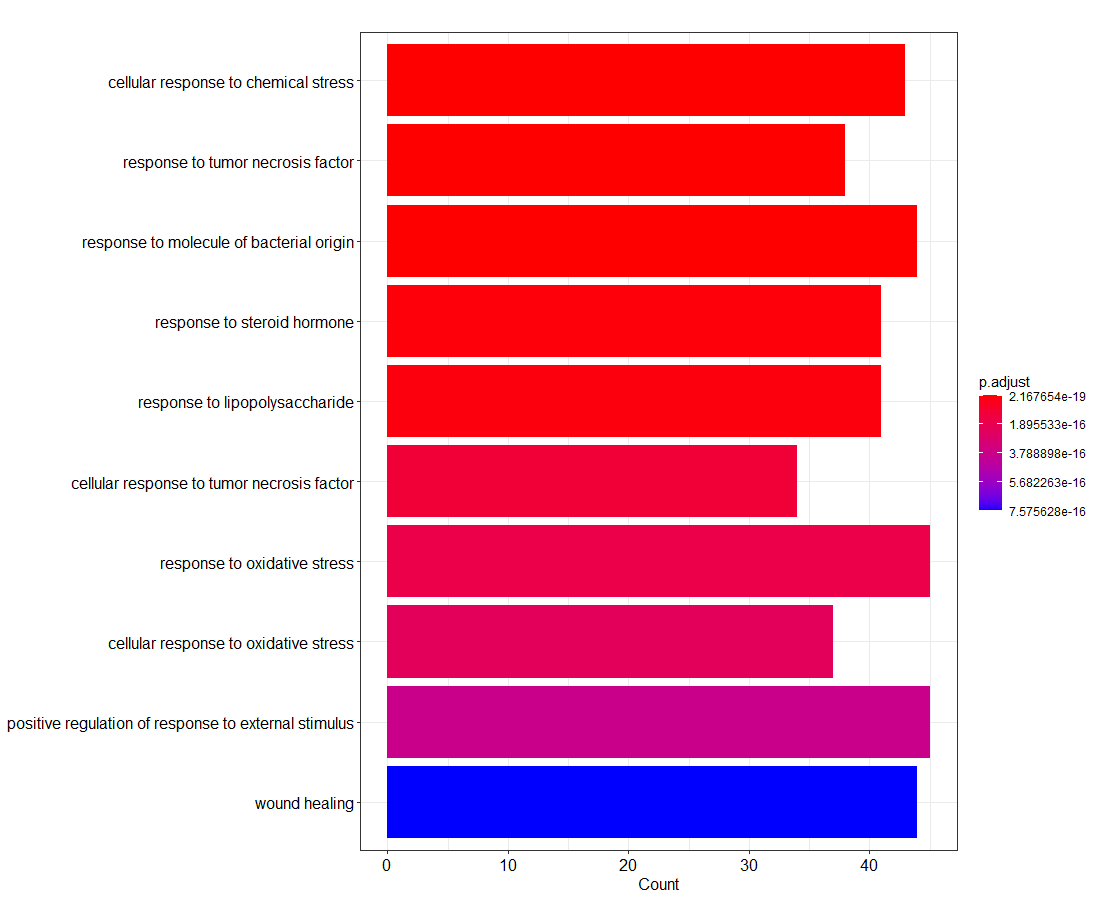 cellular response to chemical stress
response to tumor necrosis factor
response to molecule of bacterial origin
response to steroid hormone
response to lipopolysaccharide
cellular response to tumor necrosis factor
response to oxidative stress
cellular response to oxidative stress
positive regulation of response to external stimulus
wound healing
0 10 20 30 40
Count
p.adjust
2.167654e-19
1.895533e-16
3.788898e-16
5.682263e-16
7.575628e-16